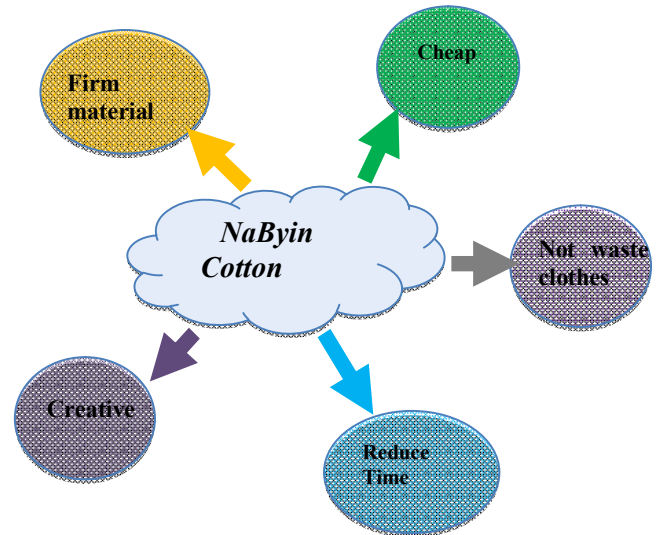 Firm
material
Cheap
NaByin
Cotton
Not waste
clothes
Creative
Reduce
Time